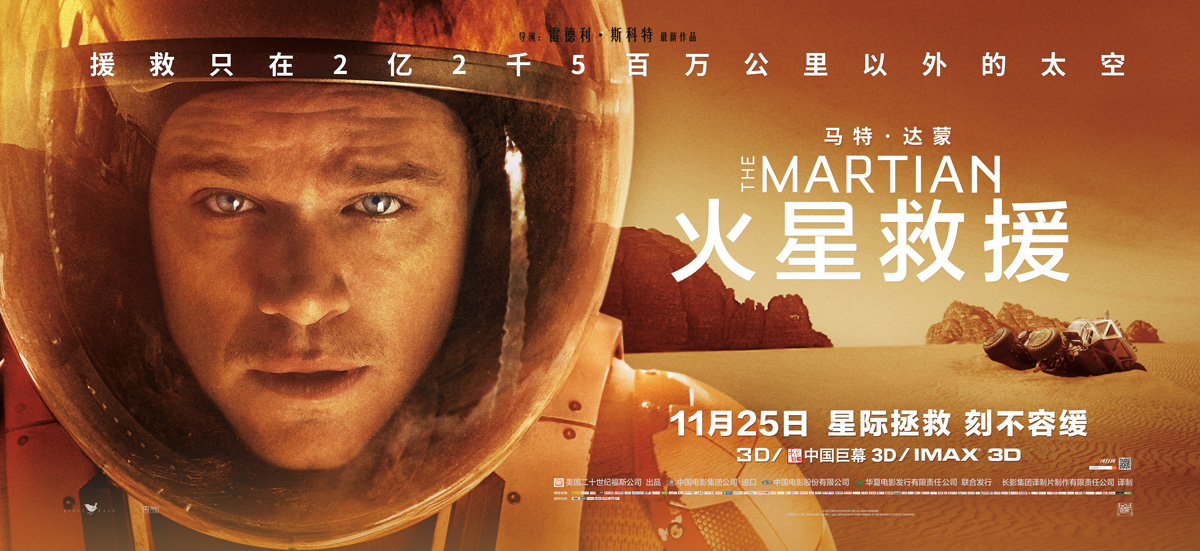 导演：雷德利·斯科特 最新作品
援救只在2亿2千5百万公里以外的太空
马特·达蒙
THE MARTIAN
火星救援
11月25日 星际拯救 刻不容缓
3D/中国巨幕 3D/IMAX 3D
美国二十世纪福斯公司 出品 中国电影集团公司 进口 中国电影股份有限公司 华夏电影发行有限责任公司 联合发行 长影集团译制片制作有限责任公司 译制